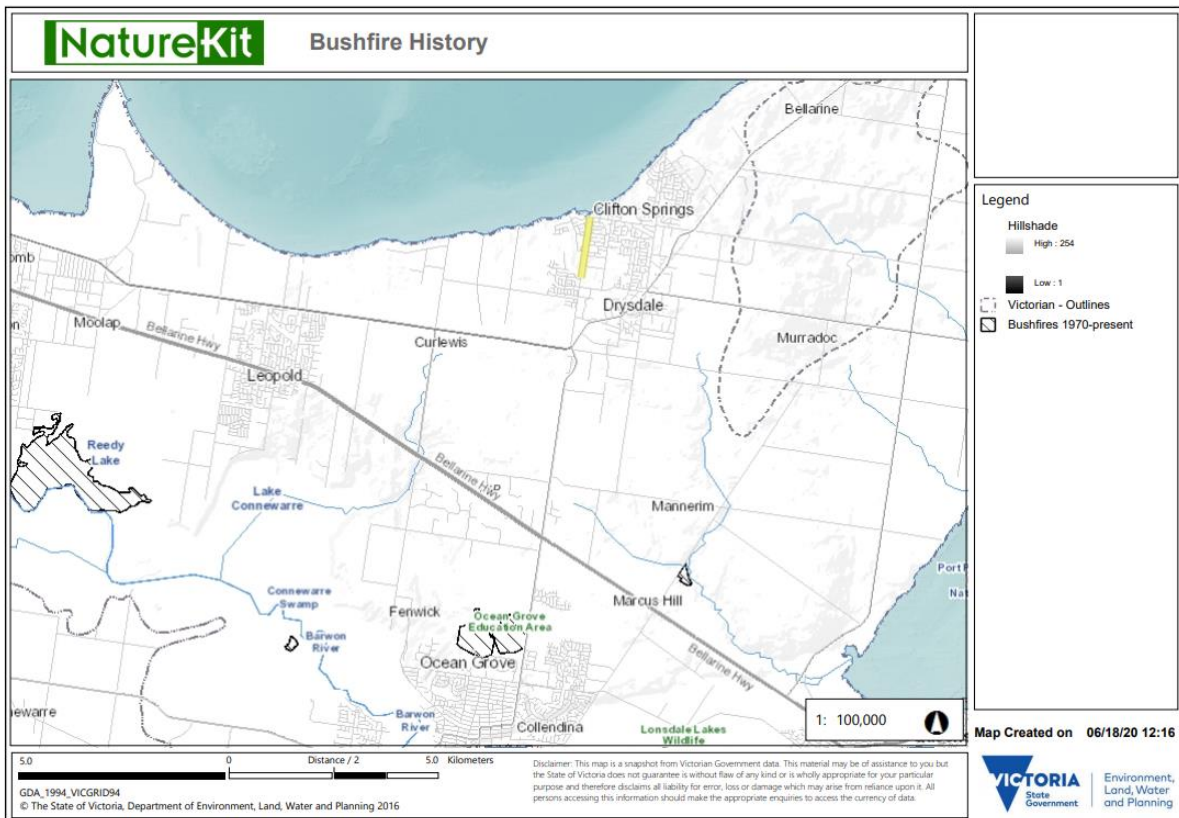 NatureKit
Bushfire History
Bellarine
Clifton Springs
Drysdale
Moolap
Bellarine Hwy
Curlewis
Murradoc
Leopold
Reedy
Lake
Lake
Connewarre
Bellarine Hwy
Mannerim
Connewarre
Swamp
Fenwick
Marcus Hill
Ocean Grove
Education Area
Barwon
River
Ocean Grove
Bellarine Hwy
Barwon
River
Collendina
Lonsdale Lakes
Wildlife
1: 100,000
Legend
Hillshade
High : 254
Low : 1
Victorian - Outlines
Bushfires 1970-present
Map Created on 06/18/20 12:16
5.0 0 Distance / 2 5.0 Kilometers
GDA_1994_VICGRID94
© The State of Victoria, Department of Environment, Land, Water and Planning 2016
Disclaimer: This map is a snapshot from Victorian Government data. This material may be of assistance to you but
the State of Victoria does not guarantee is without flaw of any kind or is wholly appropriate for your particular
purpose and therefore disclaims all liability for error, loss or damage which may arise from reliance upon it. All
persons accessing this information should make the appropriate enquiries to access the currency of data.
VICTORIA
State
Government
Environment,
Land, Water
and Planning